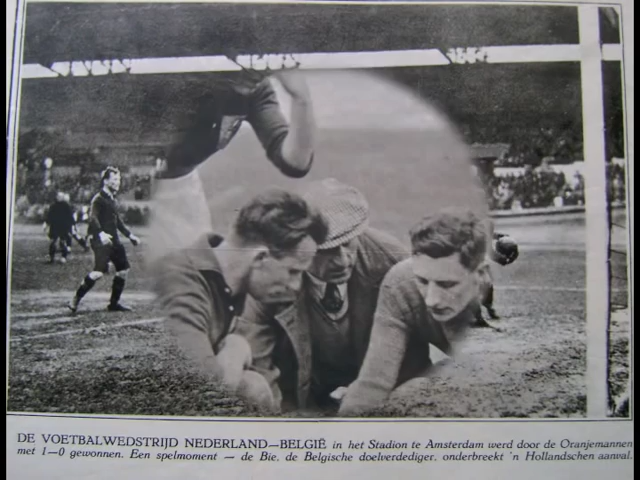 DE VOETBALWEDSTRIJD NEDERLAND—BELGIË in het Stadion te Amsterdam werd door de Oranjemannen
met 1—0 gewonnen. Een spelmoment — de Bie, de Belgische doelverdediger, onderbreekt 'n Hollandschen aanval.